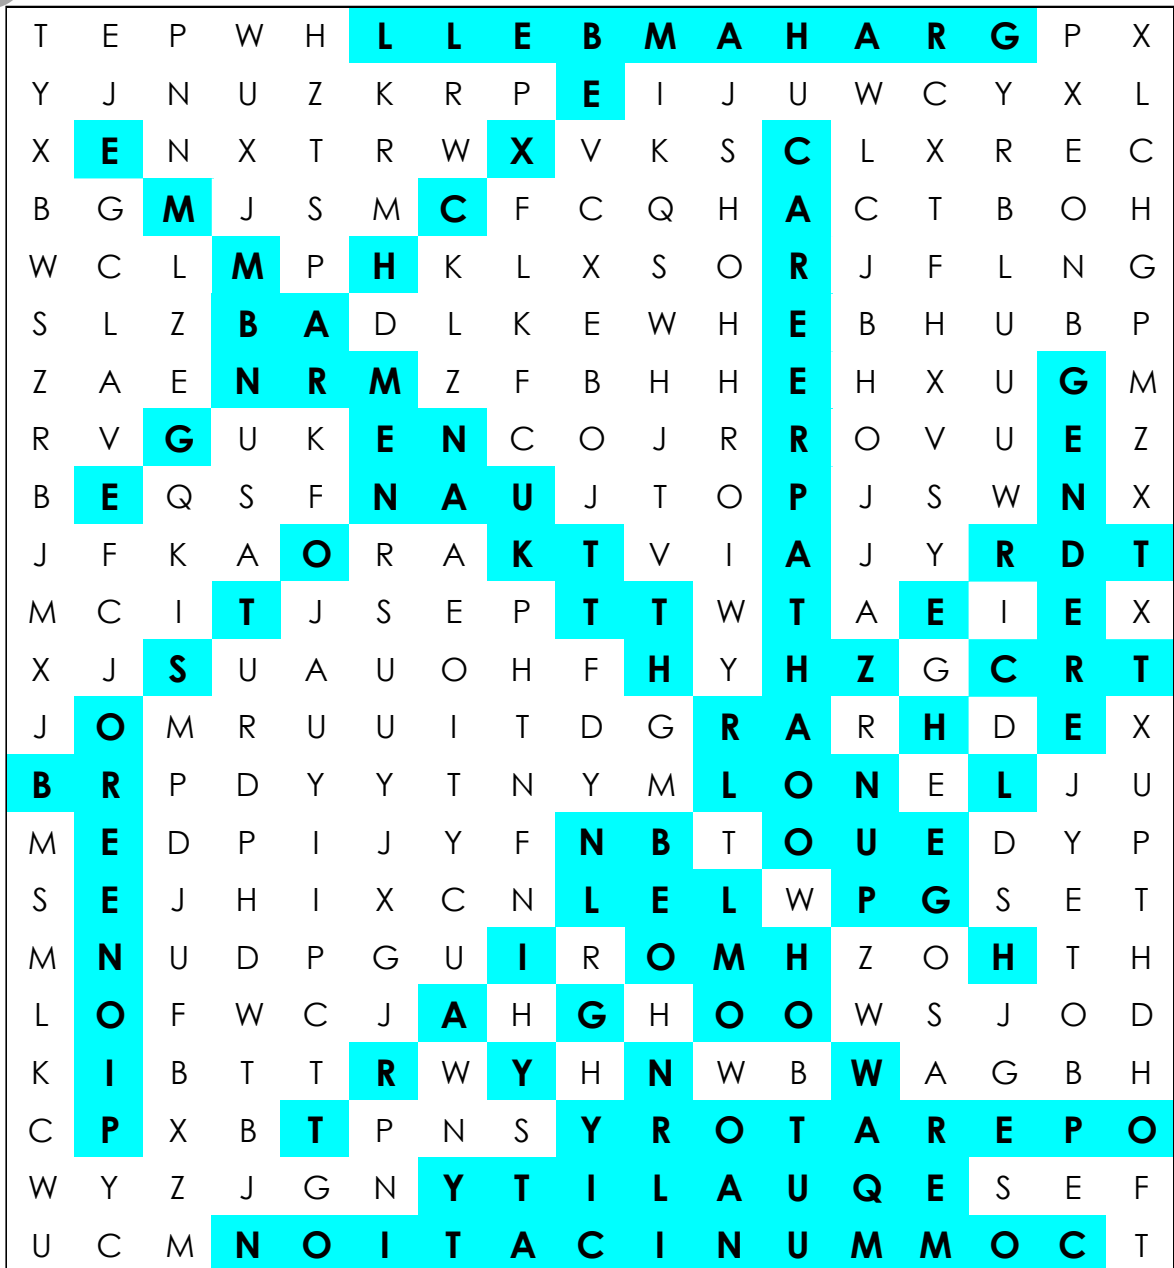 T E P W H L L E B M A H A R G P X
Y J N U Z K R P E I J U W C Y X L
X E N X T R W X V K S C L X R E C
B G M J S M C F C Q H A C T B O H
W C L M P H K L X S O R J F L N G
S L Z B A D L K E W H E B H U B P
Z A E N R M Z F B H H E H X U G M
R V G U K E N C O J R R O V U E Z
B E Q S F N A U J T O P J S W N X
J F K A O R A K T V I A J Y R D T
M C I T J S E P T T W T A E I E X
X J S U A U O H F H Y H Z G C R T
J O M R U U I T D G R A R H D E X
B R P D Y Y T N Y M L O N E L J U
M E D P I J Y F N B T O U E D Y P
S E J H I X C N L E L W P G S E T
M N U D P G U I R O M H Z O H T H
L O F W C J A H G H O O W S J O D
K I B T T R W Y H N W B W A G B H
C P X B T P N S Y R O T A R E P O
W Y Z J G N Y T I L A U Q E S E F
U C M N O I T A C I N U M M O C T